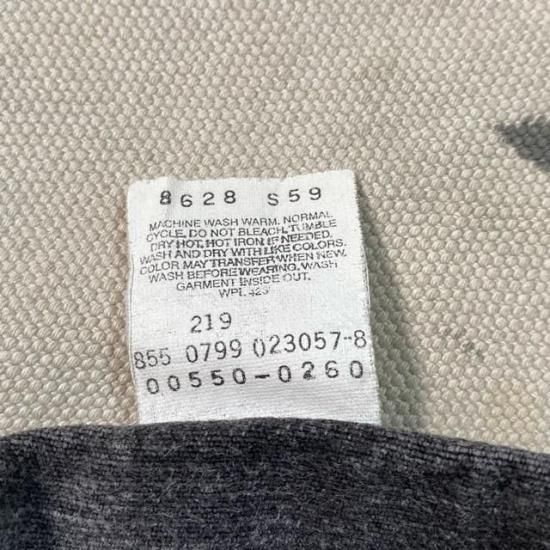 8628 S59
MACHINE WASH WARM. NORMAL
CYCLE. DO NOT BLEACH. TUMBLE
DRY HOT, HOT IRON IF NEEDED.
WASH AND DRY WITH LIKE COLORS.
COLOR MAY TRANSFER WHEN NEW.
WASH BEFORE WEARING. WASH
GARMENT INSIDE OUT.
WPL 423
219
855 0799 023057-8
00550-0260